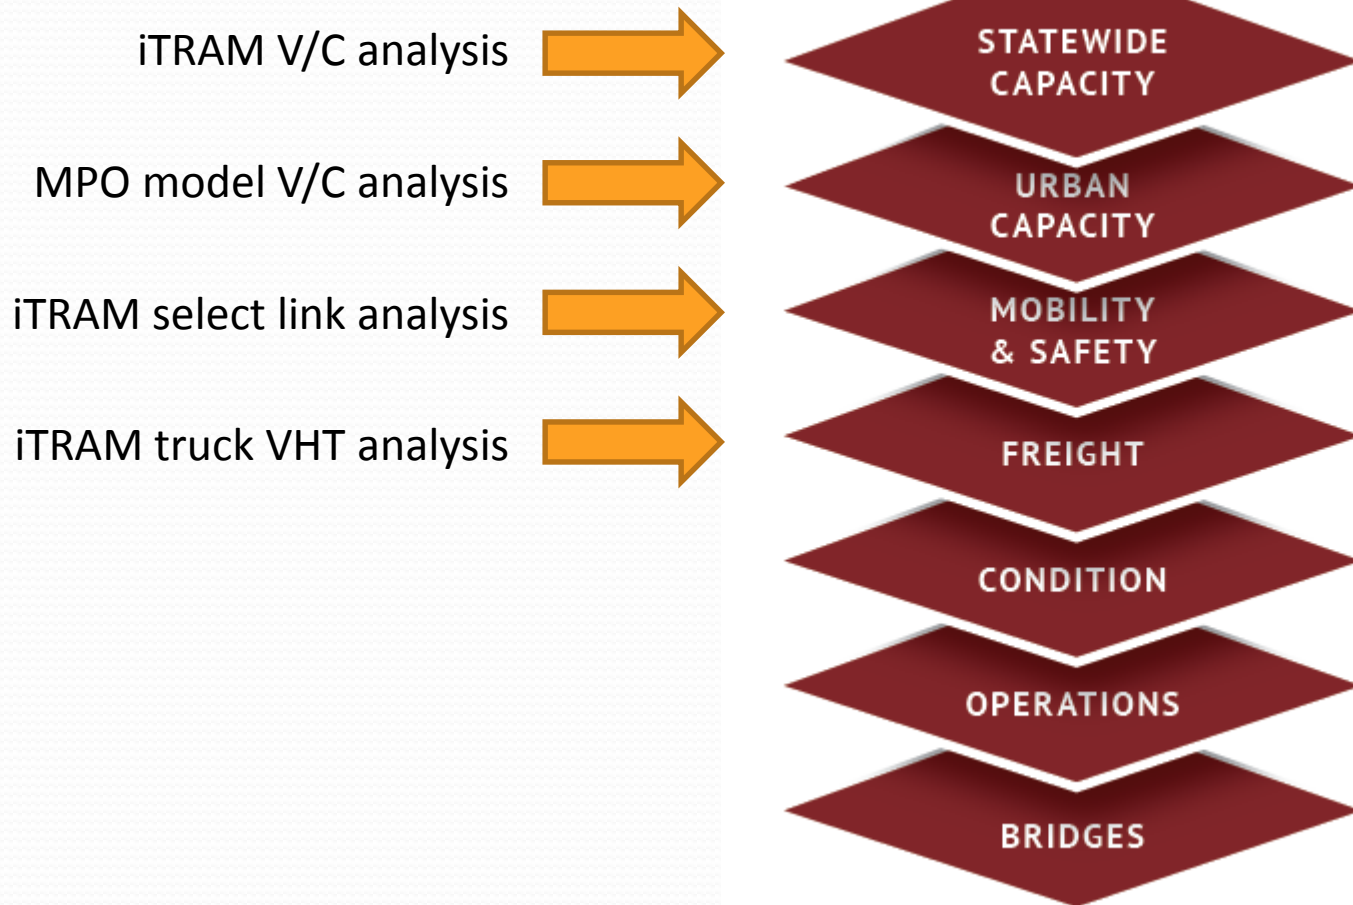 iTRAM V/C analysis
STATEWIDE
CAPACITY
MPO model V/C analysis
URBAN
CAPACITY
iTRAM select link analysis
MOBILITY
& SAFETY
iTRAM truck VHT analysis
FREIGHT
CONDITION
OPERATIONS
BRIDGES